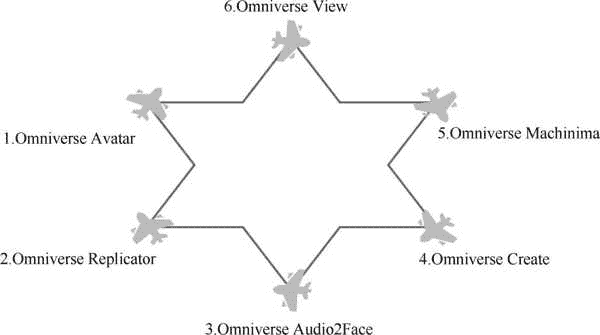 6.Omniverse View
1.Omniverse Avatar
5.Omniverse Machinima
2.Omniverse Replicator
4.Omniverse Create
3.Omniverse Audio2Face